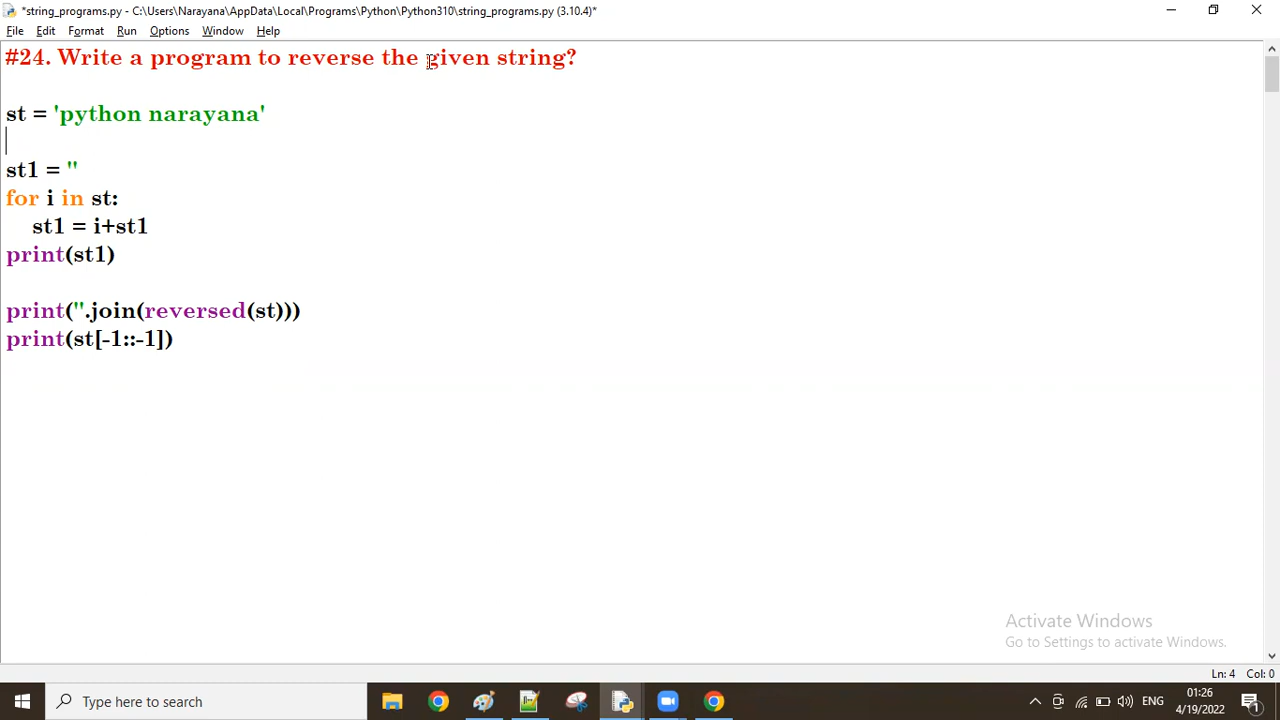 *string_programs.py - C:\Users\Narayana\AppData\Local\Programs\Python\Python310\string_programs.py (3.10.4)*
File Edit Format Run Options Window Help
#24. Write a program to reverse the given string?
st = 'python narayana'
st1 = ''
for i in st:
st1 = i+st1
print(st1)
print(''.join(reversed(st)))
print(st[-1::-1])
Activate Windows
Go to Settings to activate Windows.
Ln: 4 Col: 0
Type here to search
ENG
01:26
4/19/2022
1